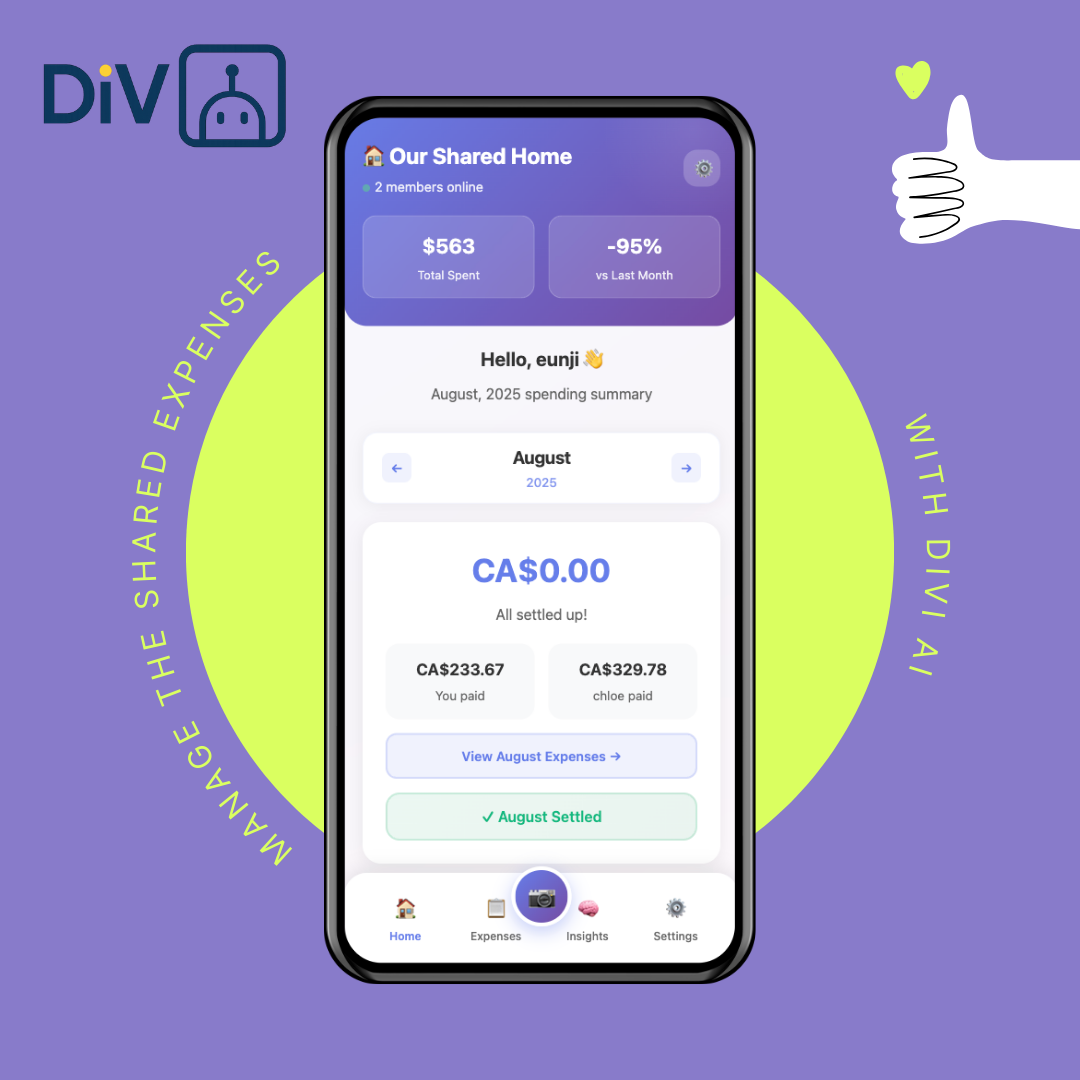 DiV
🏠 Our Shared Home
2 members online
$563
Total Spent
-95%
vs Last Month
Hello, eunji 👋
August, 2025 spending summary
←
August
2025
→
CA$0.00
All settled up!
CA$233.67
You paid
CA$329.78
chloe paid
View August Expenses →
✓ August Settled
Home
Expenses
Insights
Settings
MANAGE THE SHARED EXPENSES
WITH DIVI AI